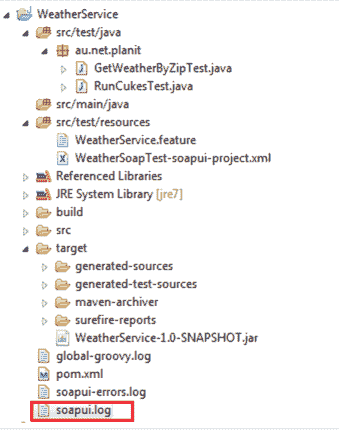 WeatherService
src/test/java
au.net.planit
GetWeatherByZipTest.java
RunCukesTest.java
src/main/java
src/test/resources
WeatherService.feature
WeatherSoapTest-soapui-project.xml
Referenced Libraries
JRE System Library [jre7]
build
src
target
generated-sources
generated-test-sources
maven-archiver
surefire-reports
WeatherService-1.0-SNAPSHOT.jar
global-groovy.log
pom.xml
soapui-errors.log
soapui.log